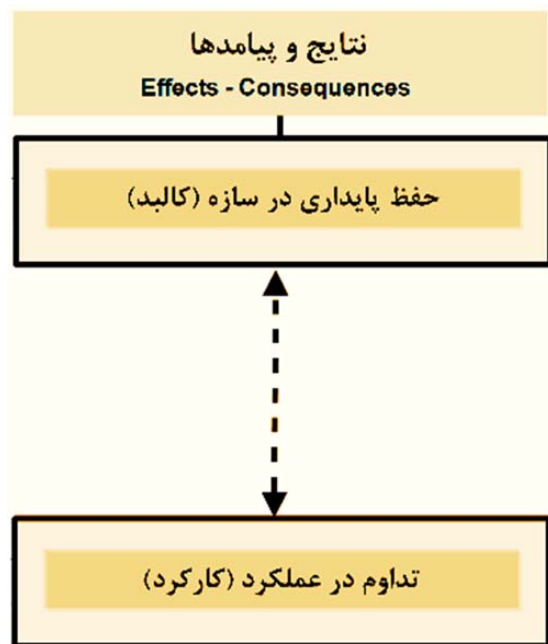 نتایج و پیامدها
Effects - Consequences
حفظ پایداری در سازه (کالبد)
تداوم در عملکرد (کارکرد)